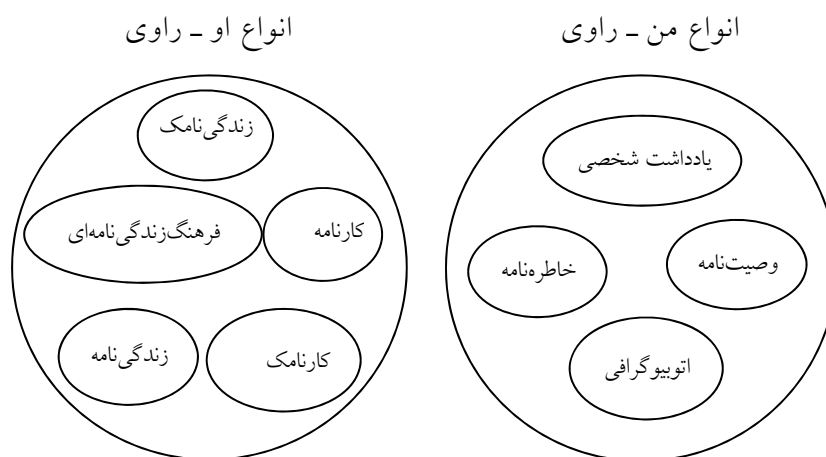 انواع من ـ راوی
یادداشت شخصی
وصیت‌نامه
خاطره‌نامه
اتوبیوگرافی
انواع او ـ راوی
زندگی‌نامک
کارنامه
فرهنگ‌زندگی‌نامه‌ای
کارنامک
زندگی‌نامه